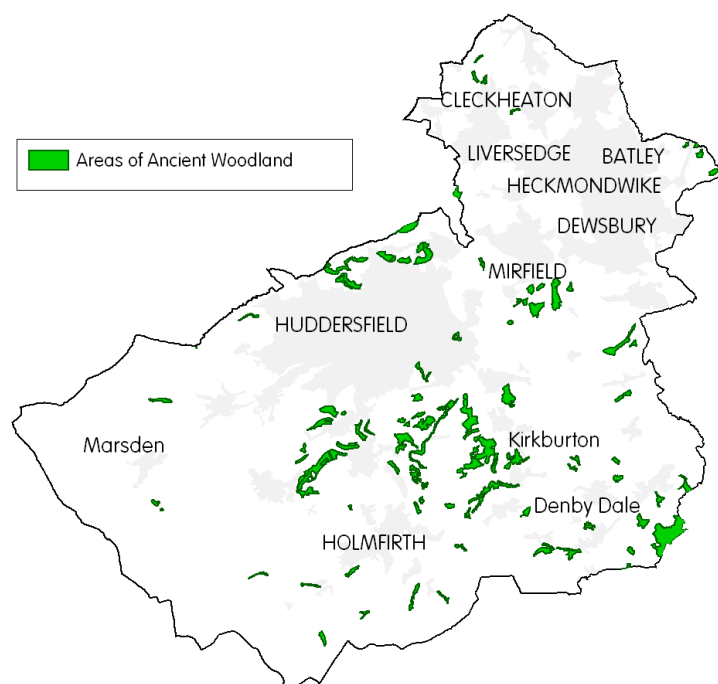 CLECKHEATON
Areas of Ancient Woodland
LIVERSEDGE
BATLEY
HECKMONDWIKE
DEWSBURY
MIRFIELD
HUDDERSFIELD
Marsden
Kirkburton
Denby Dale
HOLMFIRTH